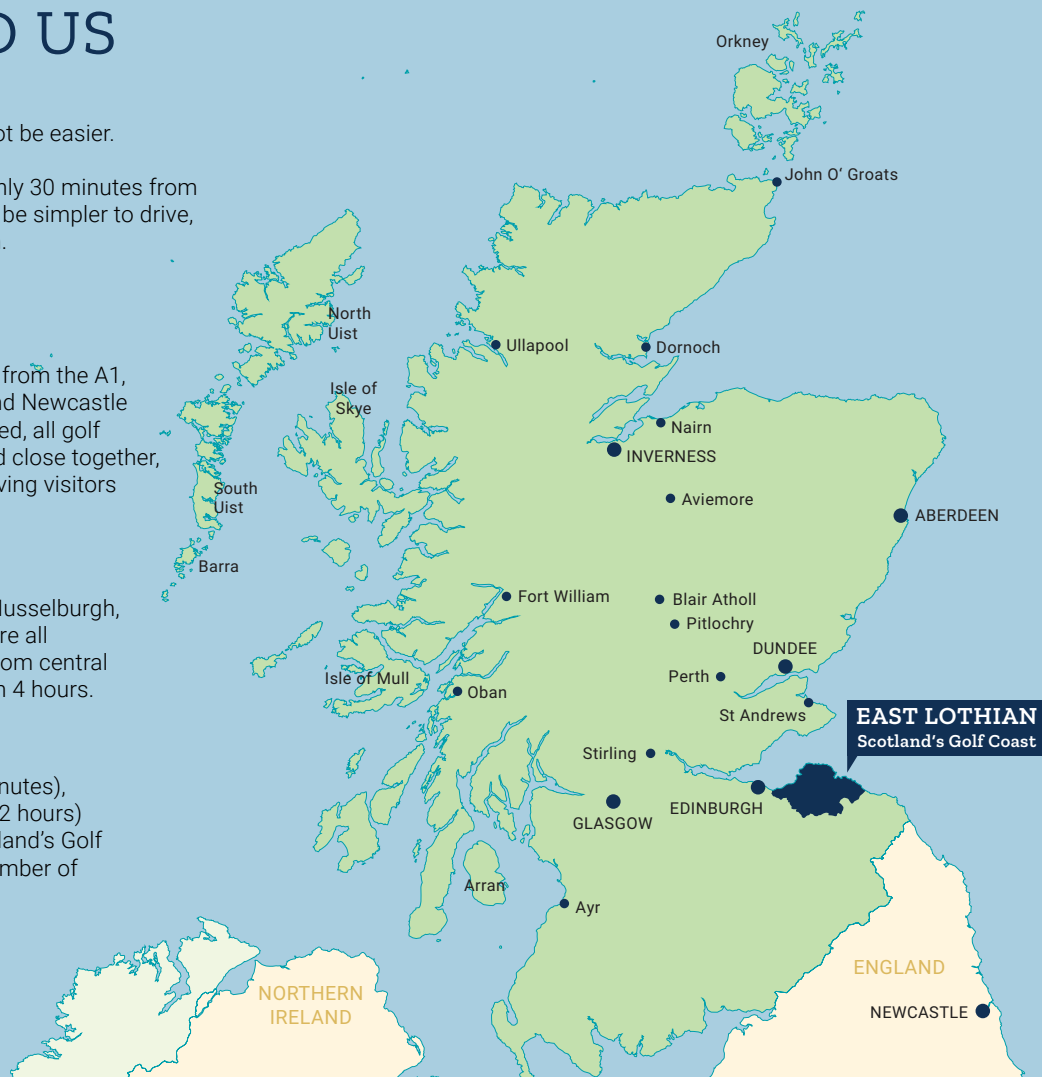 US
ot be easier.
nly 30 minutes from
be simpler to drive,
from the A1,
nd Newcastle
ed, all golf
d close together,
ving visitors
usselburgh,
re all
om central
n 4 hours.
nutes),
2 hours)
land's Golf
mber of
Orkney
John O' Groats
North
Uist
Ullapool
Dornoch
Isle of
Skye
Nairn
INVERNESS
Aviemore
South
Uist
ABERDEEN
Barra
Fort William
Blair Atholl
Pitlochry
DUNDEE
Isle of Mull
Perth
Oban
St Andrews
EAST LOTHIAN
Scotland's Golf Coast
Stirling
EDINBURGH
GLASGOW
Arran
Ayr
ENGLAND
NORTHERN
IRELAND
NEWCASTLE